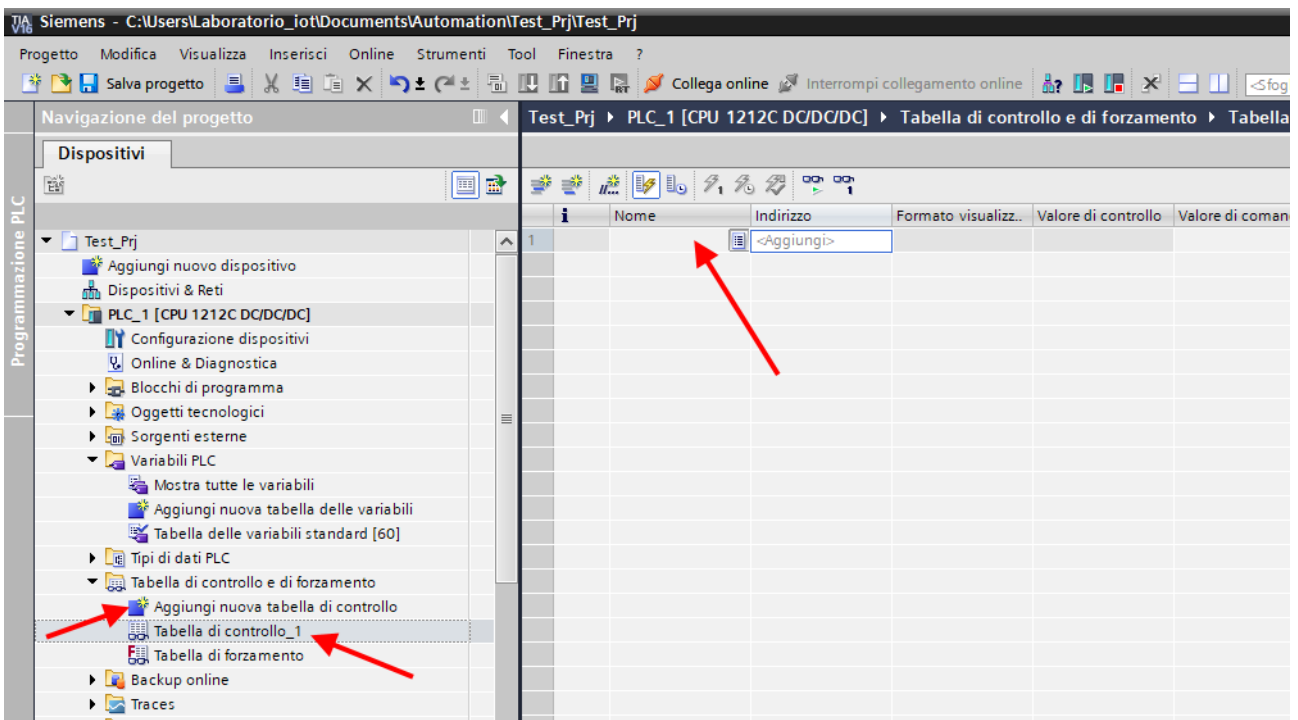 TIA V16 Siemens - C:\Users\Laboratorio_iot\Documents\Automation\Test_Prj\Test_Prj
Progetto Modifica Visualizza Inserisci Online Strumenti Tool Finestra ?
Salva progetto Collega online Interrompi collegamento online <Sfog
Navigazione del progetto
Test_Prj PLC_1 [CPU 1212C DC/DC/DC] Tabella di controllo e di forzamento Tabella
Dispositivi
Programmazione PLC
i Nome Indirizzo Formato visualizz.. Valore di controllo Valore di coman
1 <Aggiungi>
Test_Prj
Aggiungi nuovo dispositivo
Dispositivi & Reti
PLC_1 [CPU 1212C DC/DC/DC]
Configurazione dispositivi
Online & Diagnostica
Blocchi di programma
Oggetti tecnologici
Sorgenti esterne
Variabili PLC
Mostra tutte le variabili
Aggiungi nuova tabella delle variabili
Tabella delle variabili standard [60]
Tipi di dati PLC
Tabella di controllo e di forzamento
Aggiungi nuova tabella di controllo
Tabella di controllo_1
Tabella di forzamento
Backup online
Traces